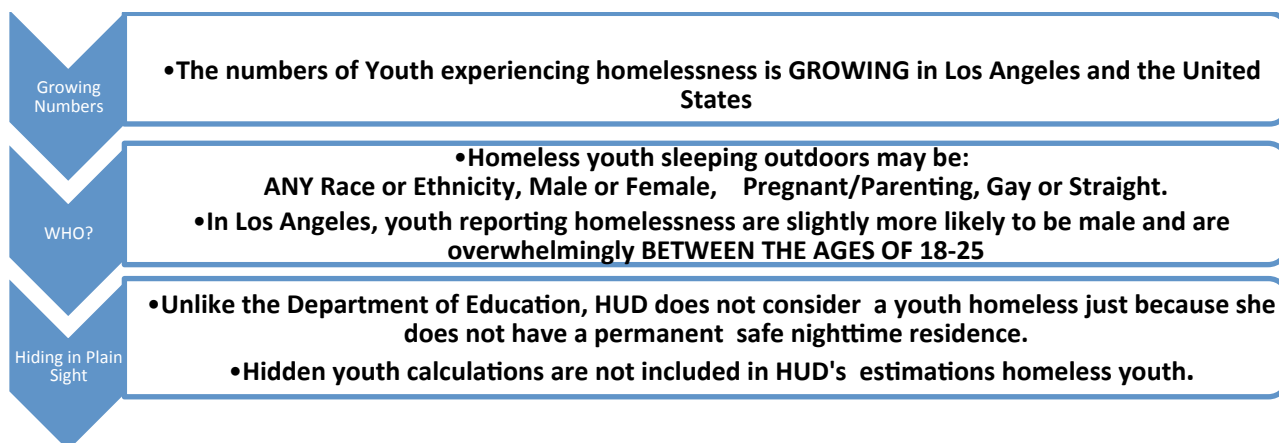 Growing
Numbers
•The numbers of Youth experiencing homelessness is GROWING in Los Angeles and the United
States
WHO?
•Homeless youth sleeping outdoors may be:
ANY Race or Ethnicity, Male or Female, Pregnant/Parenting, Gay or Straight.
•In Los Angeles, youth reporting homelessness are slightly more likely to be male and are
overwhelmingly BETWEEN THE AGES OF 18-25
Hiding in Plain
Sight
•Unlike the Department of Education, HUD does not consider a youth homeless just because she
does not have a permanent safe nighttime residence.
•Hidden youth calculations are not included in HUD's estimations homeless youth.